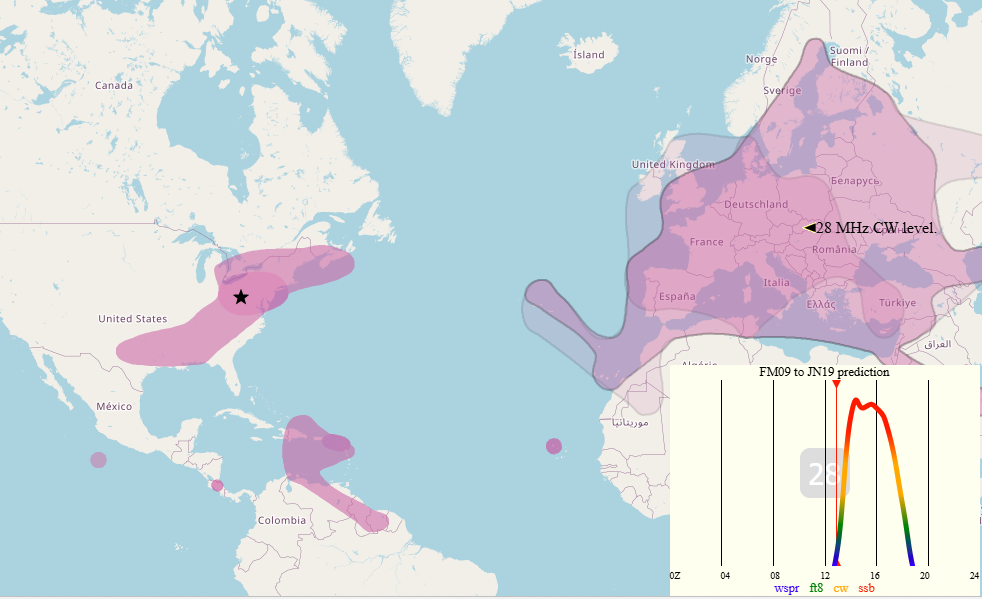 Ísland
Suomi /
Finland
Norge
Sverige
Canada
United Kingdom
Беларусь
Deutschland
28 MHz CW level.
France
România
Italia
España
Ελλάς
Türkiye
United States
العراق
México
موريتانيا
Colombia
FM09 to JN19 prediction
28
0Z 04 08 12 16 20 24
wspr ft8 cw ssb